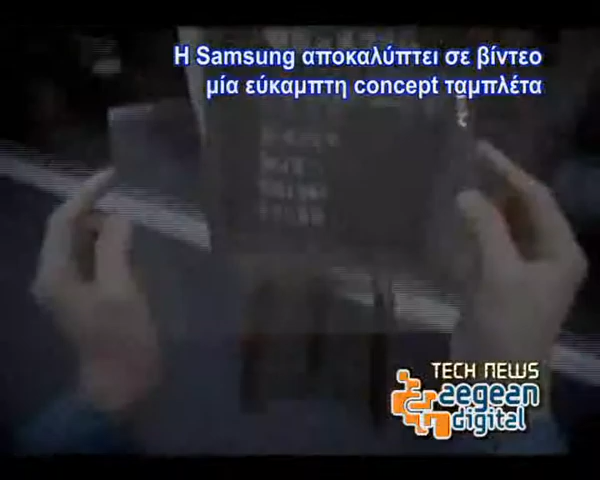 Η Samsung αποκαλύπτει σε βίντεο
μία εύκαμπτη concept ταμπλέτα
TECH NEWS
aegean
digital